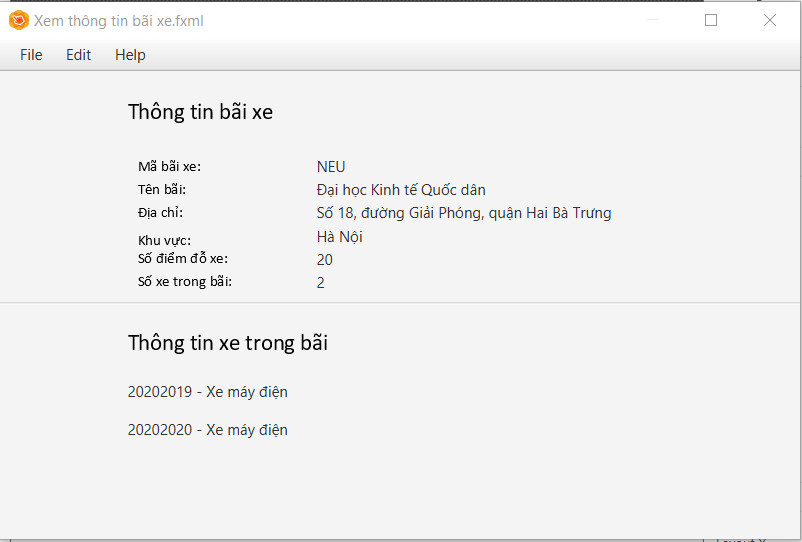 Xem thông tin bãi xe.fxml
File Edit Help
Thông tin bãi xe
Mã bãi xe: NEU
Tên bãi: Đại học Kinh tế Quốc dân
Địa chỉ: Số 18, đường Giải Phóng, quận Hai Bà Trưng
Khu vực: Hà Nội
Số điểm đỗ xe: 20
Số xe trong bãi: 2
Thông tin xe trong bãi
20202019 - Xe máy điện
20202020 - Xe máy điện